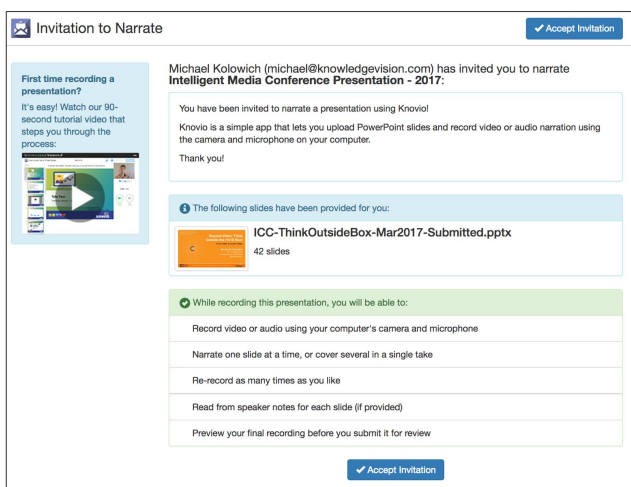 Invitation to Narrate
Accept Invitation
First time recording a
presentation?
It's easy! Watch our 90-
second tutorial video that
steps you through the
process:
Michael Kolowich (michael@knowledgevision.com) has invited you to narrate
Intelligent Media Conference Presentation - 2017:
You have been invited to narrate a presentation using Knovio!
Knovio is a simple app that lets you upload PowerPoint slides and record video or audio narration using
the camera and microphone on your computer.
Thank you!
The following slides have been provided for you:
ICC-ThinkOutsideBox-Mar2017-Submitted.pptx
42 slides
While recording this presentation, you will be able to:
Record video or audio using your computer's camera and microphone
Narrate one slide at a time, or cover several in a single take
Re-record as many times as you like
Read from speaker notes for each slide (if provided)
Preview your final recording before you submit it for review
Accept Invitation